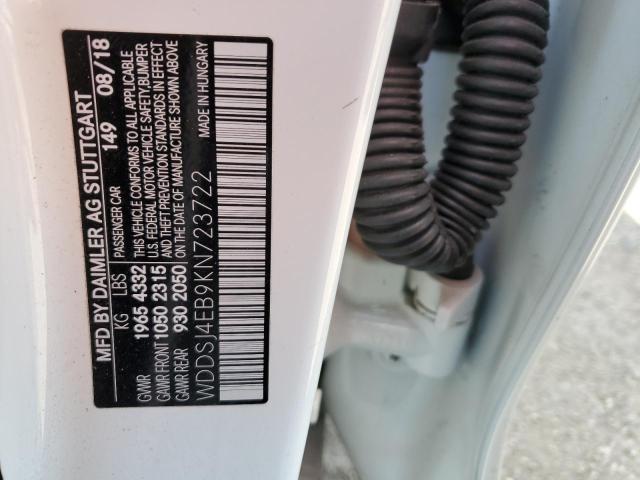 MFD BY DAIMLER AG STUTTGART
PASSENGER CAR 149 08/18
KG LBS
GVWR 1965 4332
GAWR FRONT 1050 2315
GAWR REAR 930 2050
THIS VEHICLE CONFORMS TO ALL APPLICABLE
U.S. FEDERAL MOTOR VEHICLE SAFETY,BUMPER
AND THEFT PREVENTION STANDARDS IN EFFECT
ON THE DATE OF MANUFACTURE SHOWN ABOVE
MADE IN HUNGARY
WDDSJ4EB9KN723722